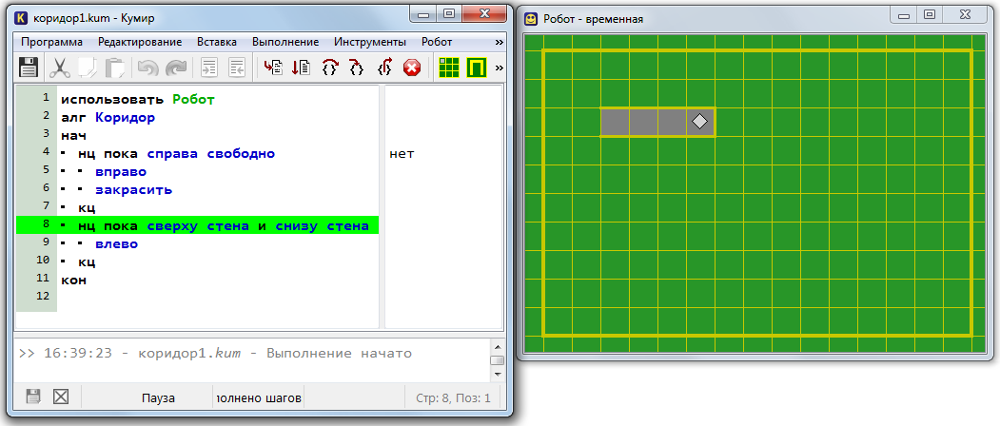 коридор1.kum - Кумир
Программа Редактирование Вставка Выполнение Инструменты Робот »
»
1 использовать Робот
2 алг Коридор
3 нач
4 нц пока справа свободно нет
5 вправо
6 закрасить
7 кц
8 нц пока сверху стена и снизу стена
9 влево
10 кц
11 кон
12
>> 16:39:23 - коридор1.kum - Выполнение начато
Пауза полнено шагов Стр: 8, Поз: 1
Робот - временная